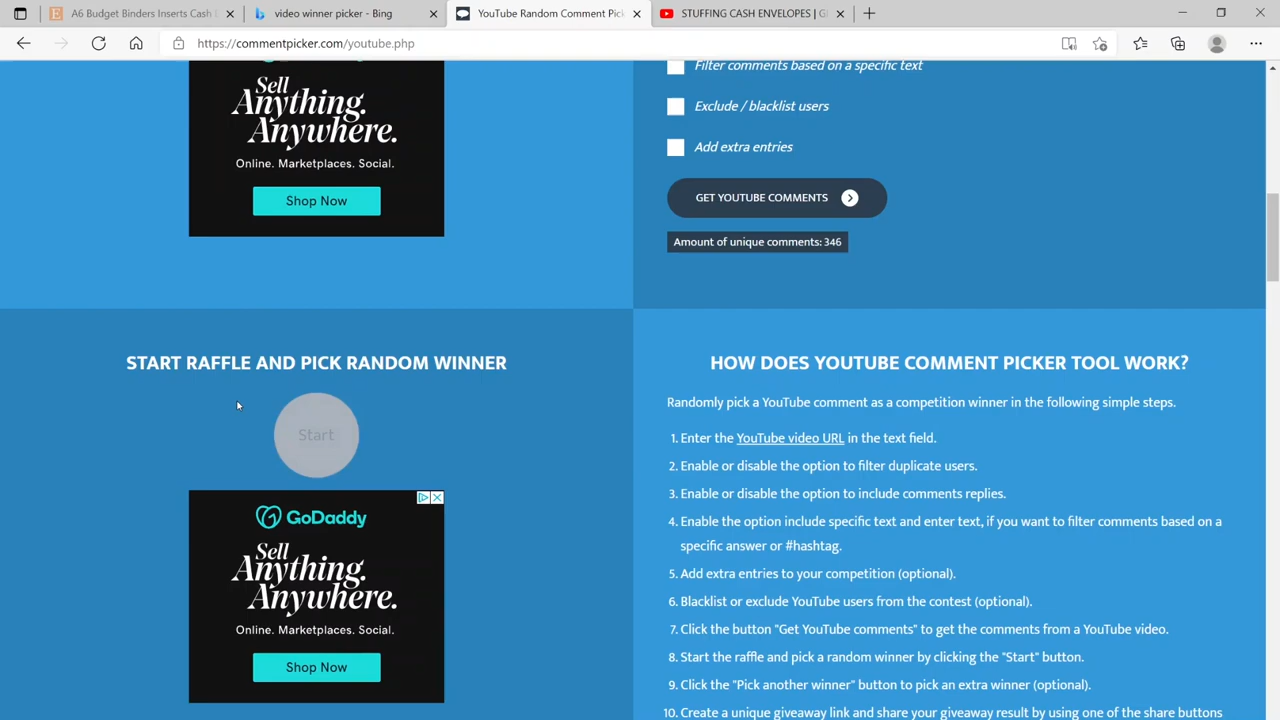 A6 Budget Binders Inserts Cash
video winner picker - Bing
YouTube Random Comment Pick
STUFFING CASH ENVELOPES | G
https://commentpicker.com/youtube.php
Sell
Anything.
Anywhere.
Online. Marketplaces. Social.
Shop Now
Filter comments based on a specific text
Exclude / blacklist users
Add extra entries
GET YOUTUBE COMMENTS
Amount of unique comments: 346
START RAFFLE AND PICK RANDOM WINNER
Start
GoDaddy
Sell
Anything.
Anywhere.
Online. Marketplaces. Social.
Shop Now
HOW DOES YOUTUBE COMMENT PICKER TOOL WORK?
Randomly pick a YouTube comment as a competition winner in the following simple steps.
1. Enter the YouTube video URL in the text field.
2. Enable or disable the option to filter duplicate users.
3. Enable or disable the option to include comments replies.
4. Enable the option include specific text and enter text, if you want to filter comments based on a
specific answer or #hashtag.
5. Add extra entries to your competition (optional).
6. Blacklist or exclude YouTube users from the contest (optional).
7. Click the button "Get YouTube comments" to get the comments from a YouTube video.
8. Start the raffle and pick a random winner by clicking the "Start" button.
9. Click the "Pick another winner" button to pick an extra winner (optional).
10. Create a unique giveaway link and share your giveaway result by using one of the share buttons